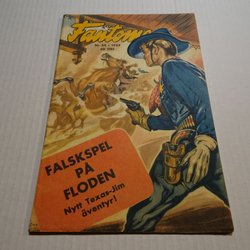 Fantomen
FALSKSPEL
PÅ
FLODEN
Nytt Texas-Jim
äventyr!